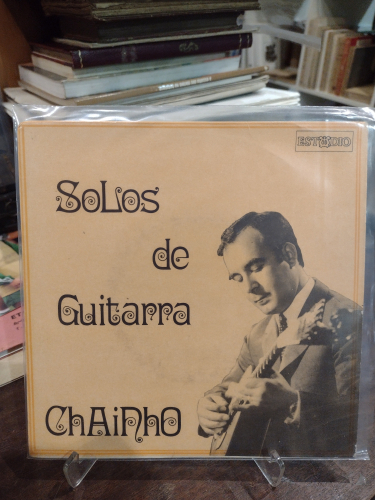 ESTÚDIO
SoLos
de
Guitarra
ChAiNhO